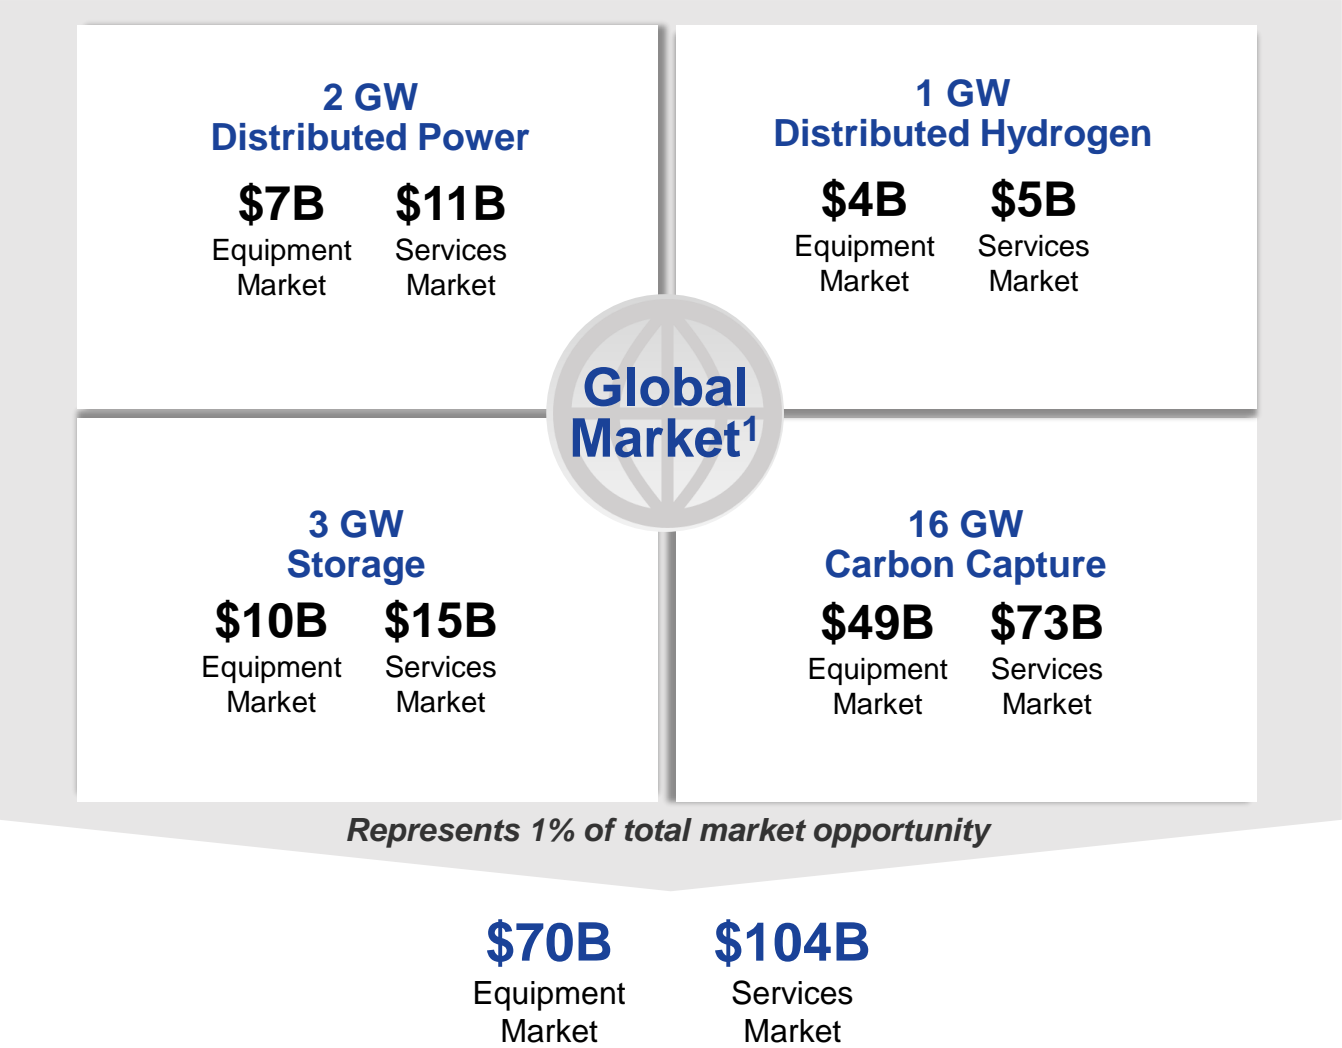 2 GW
Distributed Power
$7B $11B
Equipment Services
Market Market
1 GW
Distributed Hydrogen
$4B $5B
Equipment Services
Market Market
Global
Market¹
3 GW
Storage
$10B $15B
Equipment Services
Market Market
16 GW
Carbon Capture
$49B $73B
Equipment Services
Market Market
Represents 1% of total market opportunity
$70B $104B
Equipment Services
Market Market